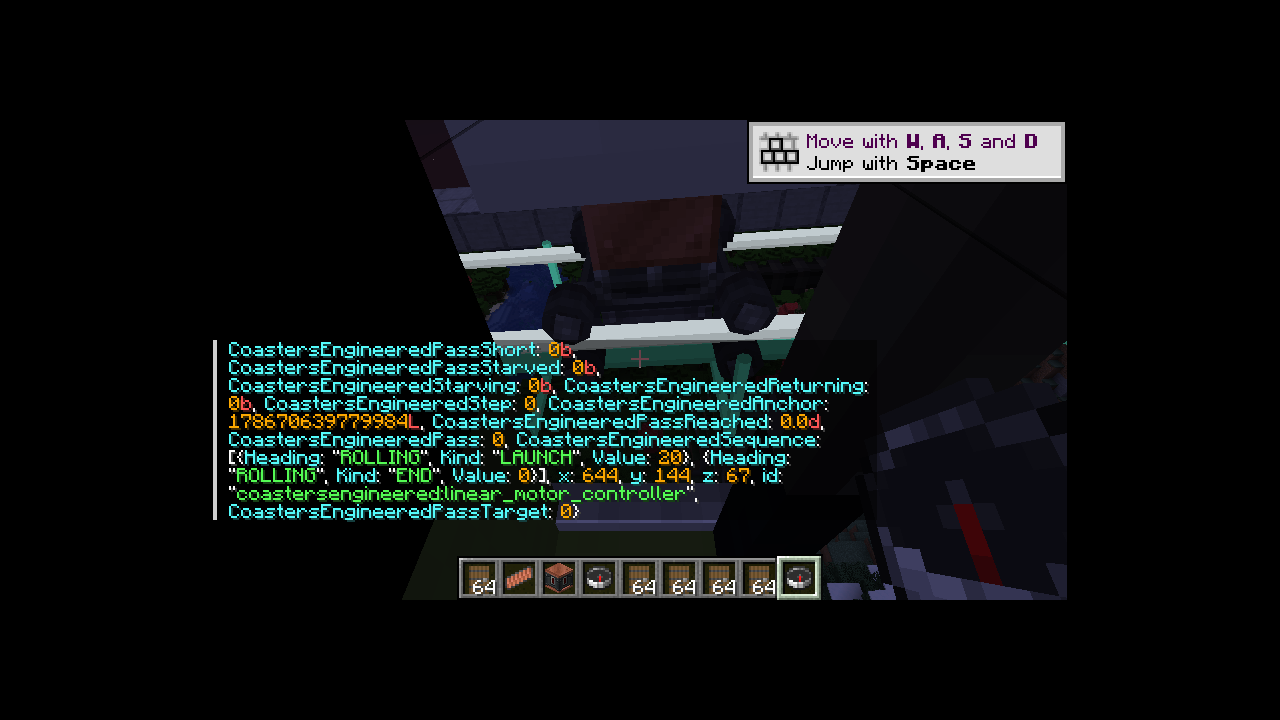 Move with W, A, S and D
Jump with Space
CoastersEngineeredPassShort: 0b,
CoastersEngineeredPassStarved: 0b,
CoastersEngineeredStarving: 0b, CoastersEngineeredReturning:
0b, CoastersEngineeredStep: 0, CoastersEngineeredAnchor:
178670639779984L, CoastersEngineeredPassReached: 0.0d,
CoastersEngineeredPass: 0, CoastersEngineeredSequence:
[{Heading: "ROLLING", Kind: "LAUNCH", Value: 20}, {Heading:
"ROLLING", Kind: "END", Value: 0}], x: 644, y: 144, z: 67, id:
"coastersengineered:linear_motor_controller",
CoastersEngineeredPassTarget: 0}
64 64 64 64 64